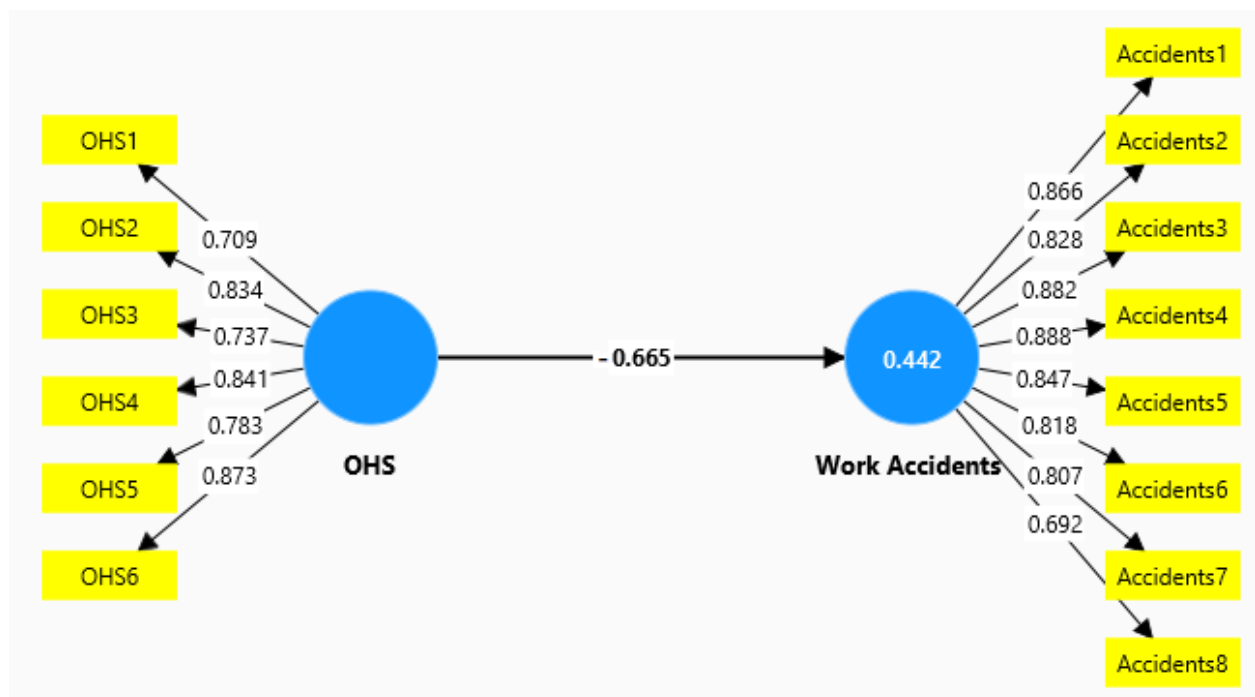 OHS1
OHS2
OHS3
OHS4
OHS5
OHS6
0.709
0.834
0.737
0.841
0.783
0.873
OHS
- 0.665
0.442
Work Accidents
0.866
0.828
0.882
0.888
0.847
0.818
0.807
0.692
Accidents1
Accidents2
Accidents3
Accidents4
Accidents5
Accidents6
Accidents7
Accidents8